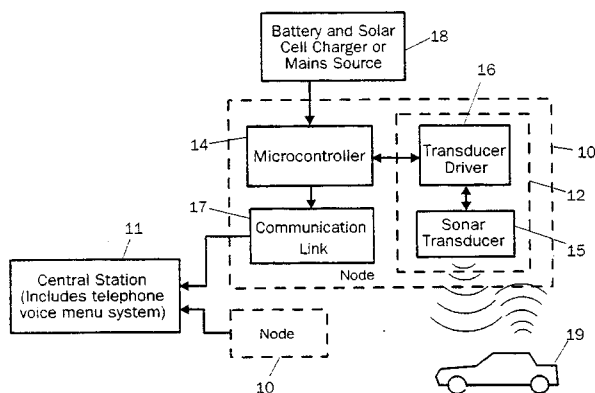 Battery and Solar
Cell Charger or
Mains Source
18
16
10
14
Microcontroller
Transducer
Driver
12
17
Communication
Link
Sonar
Transducer
15
11
Node
Central Station
(Includes telephone
voice menu system)
Node
10
19